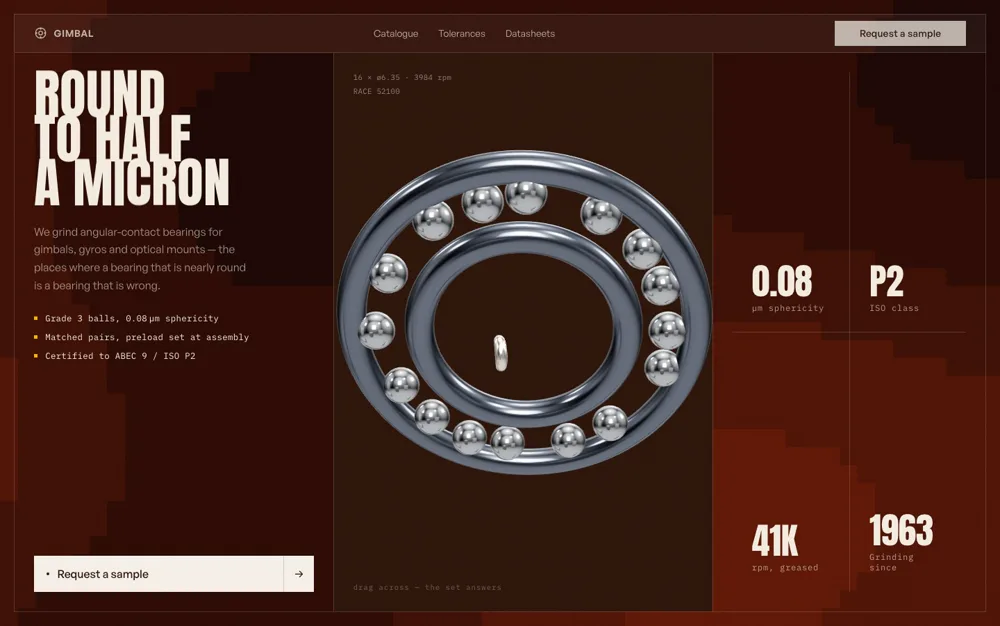 GIMBAL
Catalogue
Tolerances
Datasheets
Request a sample
ROUND
TO HALF
A MICRON
We grind angular-contact bearings for
gimbals, gyros and optical mounts — the
places where a bearing that is nearly round
is a bearing that is wrong.
Grade 3 balls, 0.08µm sphericity
Matched pairs, preload set at assembly
Certified to ABEC 9 / ISO P2
• Request a sample →
16 × ø6.35 · 3984 rpm
RACE 52100
drag across — the set answers
0.08
µm sphericity
P2
ISO class
41K
rpm, greased
1963
Grinding
since